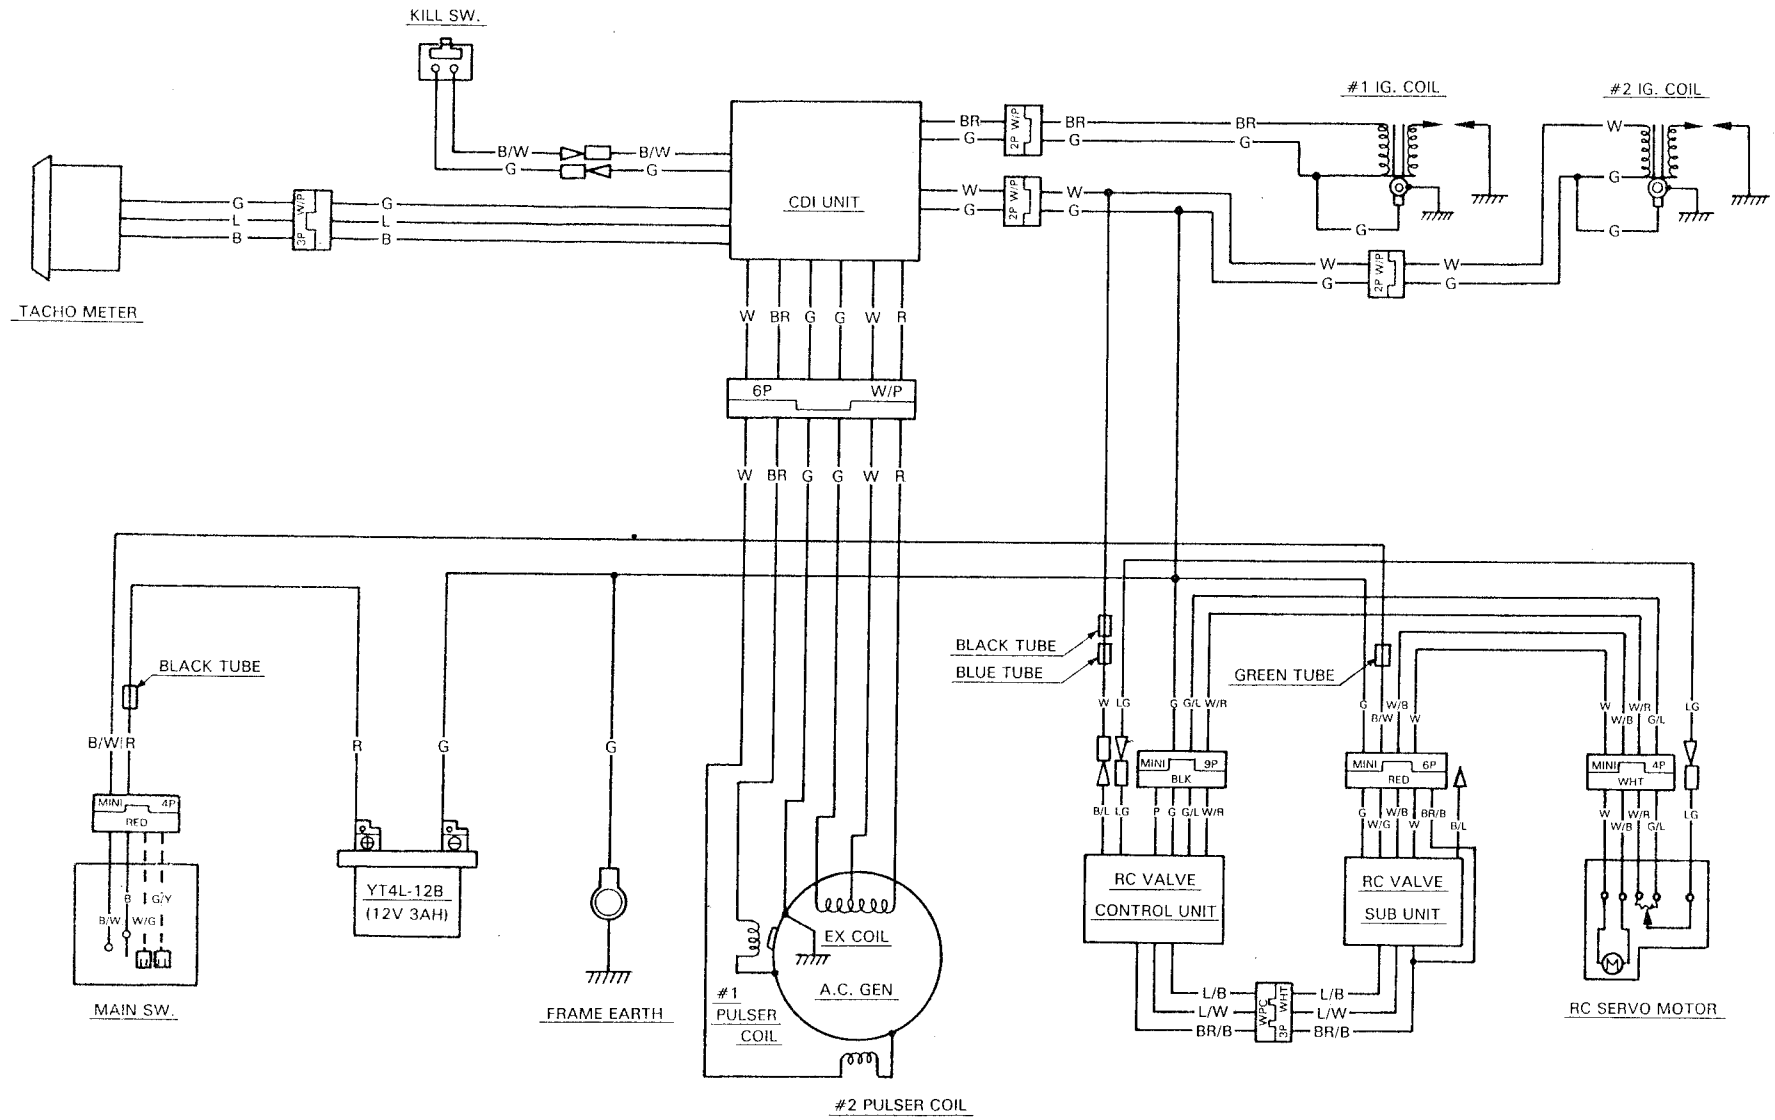 KILL SW.
#1 IG. COIL
#2 IG. COIL
BR
2P W/P
BR
BR
W
G
G
G
B/W
B/W
G
G
CDI UNIT
W
2P W/P
W
G
G
G
G
3P W/P
G
L
L
B
B
G
G
W
2P W/P
W
G
G
TACHO METER
W BR G G W R
6P W/P
W BR G G W R
BLACK TUBE
BLACK TUBE
BLUE TUBE
GREEN TUBE
B/W R
R
G
G
W LG G G/L W/R
G B/W W/B W
W W/B W/R G/L LG
MINI 4P
RED
MINI 9P
BLK
MINI 6P
RED
MINI 4P
WHT
B/L LG P G G/L W/R
G W/G W/B W BR/B B/L
W W/B W/R G/L LG
B/W B W/G G/Y
YT4L-12B
(12V 3AH)
RC VALVE
CONTROL UNIT
RC VALVE
SUB UNIT
EX COIL
A.C. GEN
M
#1
PULSER
COIL
L/B
L/W
BR/B
3P WPC WHT
L/B
L/W
BR/B
MAIN SW.
FRAME EARTH
RC SERVO MOTOR
#2 PULSER COIL